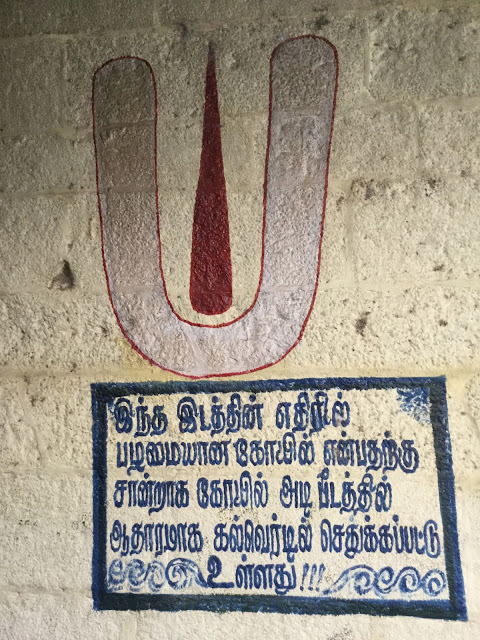 இந்த இடத்தின் எதிரில்
பழமையான கோயில் என்பதற்கு
சான்றாக கோயில் அடி பீடத்தில்
ஆதாரமாக கல்வெர்டில் செதுக்கப்பட்டு
உள்ளது!!!